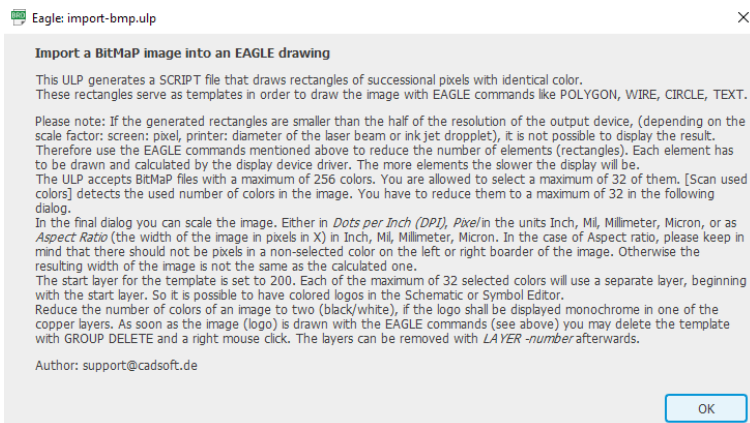 Eagle: import-bmp.ulp
Import a BitMaP image into an EAGLE drawing
This ULP generates a SCRIPT file that draws rectangles of successional pixels with identical color.
These rectangles serve as templates in order to draw the image with EAGLE commands like POLYGON, WIRE, CIRCLE, TEXT.
Please note: If the generated rectangles are smaller than the half of the resolution of the output device, (depending on the
scale factor: screen: pixel, printer: diameter of the laser beam or ink jet dropplet), it is not possible to display the result.
Therefore use the EAGLE commands mentioned above to reduce the number of elements (rectangles). Each element has
to be drawn and calculated by the display device driver. The more elements the slower the display will be.
The ULP accepts BitMaP files with a maximum of 256 colors. You are allowed to select a maximum of 32 of them. [Scan used
colors] detects the used number of colors in the image. You have to reduce them to a maximum of 32 in the following
dialog.
In the final dialog you can scale the image. Either in Dots per Inch (DPI), Pixel in the units Inch, Mil, Millimeter, Micron, or as
Aspect Ratio (the width of the image in pixels in X) in Inch, Mil, Millimeter, Micron. In the case of Aspect ratio, please keep in
mind that there should not be pixels in a non-selected color on the left or right boarder of the image. Otherwise the
resulting width of the image is not the same as the calculated one.
The start layer for the template is set to 200. Each of the maximum of 32 selected colors will use a separate layer, beginning
with the start layer. So it is possible to have colored logos in the Schematic or Symbol Editor.
Reduce the number of colors of an image to two (black/white), if the logo shall be displayed monochrome in one of the
copper layers. As soon as the image (logo) is drawn with the EAGLE commands (see above) you may delete the template
with GROUP DELETE and a right mouse click. The layers can be removed with LAYER -number afterwards.
Author: support@cadsoft.de
OK